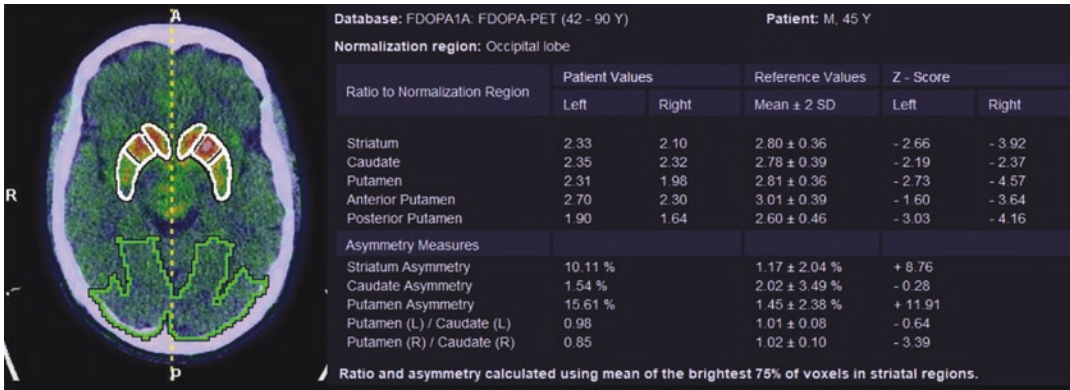 A
R
P
Database: FDOPA1A: FDOPA-PET (42 - 90 Y) Patient: M, 45 Y
Normalization region: Occipital lobe
Ratio to Normalization Region Patient Values Reference Values Z - Score
Left Right Mean ± 2 SD Left Right
Striatum 2.33 2.10 2.80 ± 0.36 - 2.66 - 3.92
Caudate 2.35 2.32 2.78 ± 0.39 - 2.19 - 2.37
Putamen 2.31 1.98 2.81 ± 0.36 - 2.73 - 4.57
Anterior Putamen 2.70 2.30 3.01 ± 0.39 - 1.60 - 3.64
Posterior Putamen 1.90 1.64 2.60 ± 0.46 - 3.03 - 4.16
Asymmetry Measures
Striatum Asymmetry 10.11 % 1.17 ± 2.04 % + 8.76
Caudate Asymmetry 1.54 % 2.02 ± 3.49 % - 0.28
Putamen Asymmetry 15.61 % 1.45 ± 2.38 % + 11.91
Putamen (L) / Caudate (L) 0.98 1.01 ± 0.08 - 0.64
Putamen (R) / Caudate (R) 0.85 1.02 ± 0.10 - 3.39
Ratio and asymmetry calculated using mean of the brightest 75% of voxels in striatal regions.